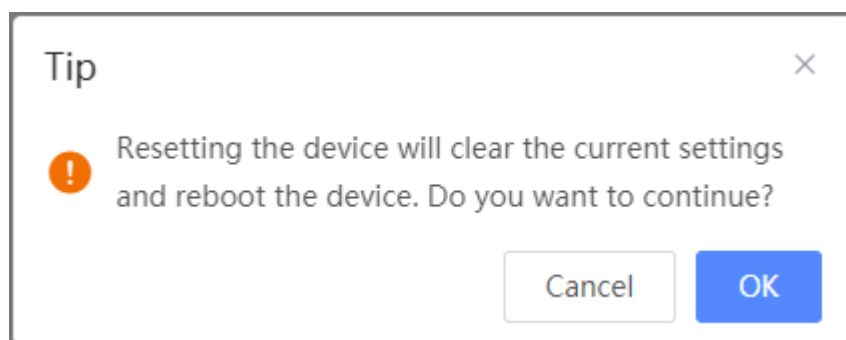 Tip
Resetting the device will clear the current settings
and reboot the device. Do you want to continue?
Cancel OK